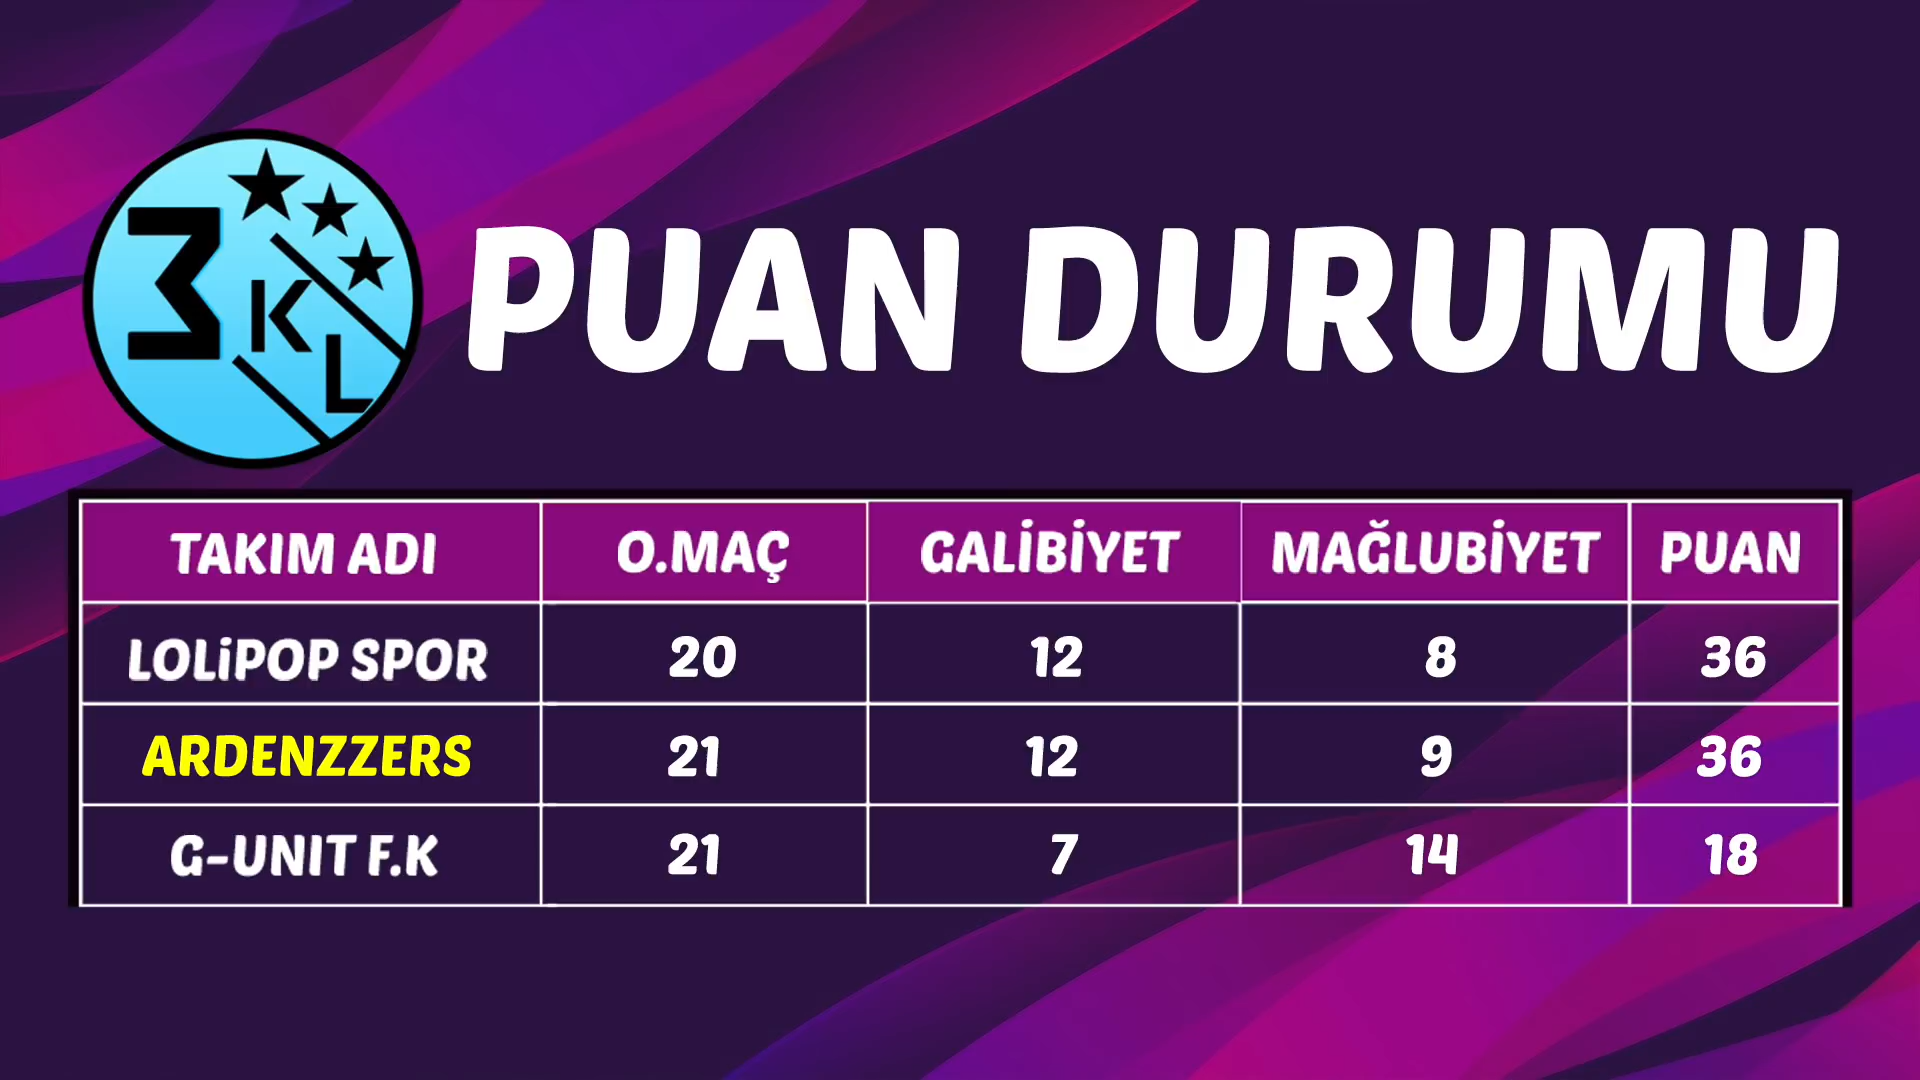 3
K
L
PUAN DURUMU
TAKIM ADI O.MAÇ GALİBİYET MAĞLUBİYET PUAN
LOLiPOP SPOR 20 12 8 36
ARDENZZERS 21 12 9 36
G-UNIT F.K 21 7 14 18